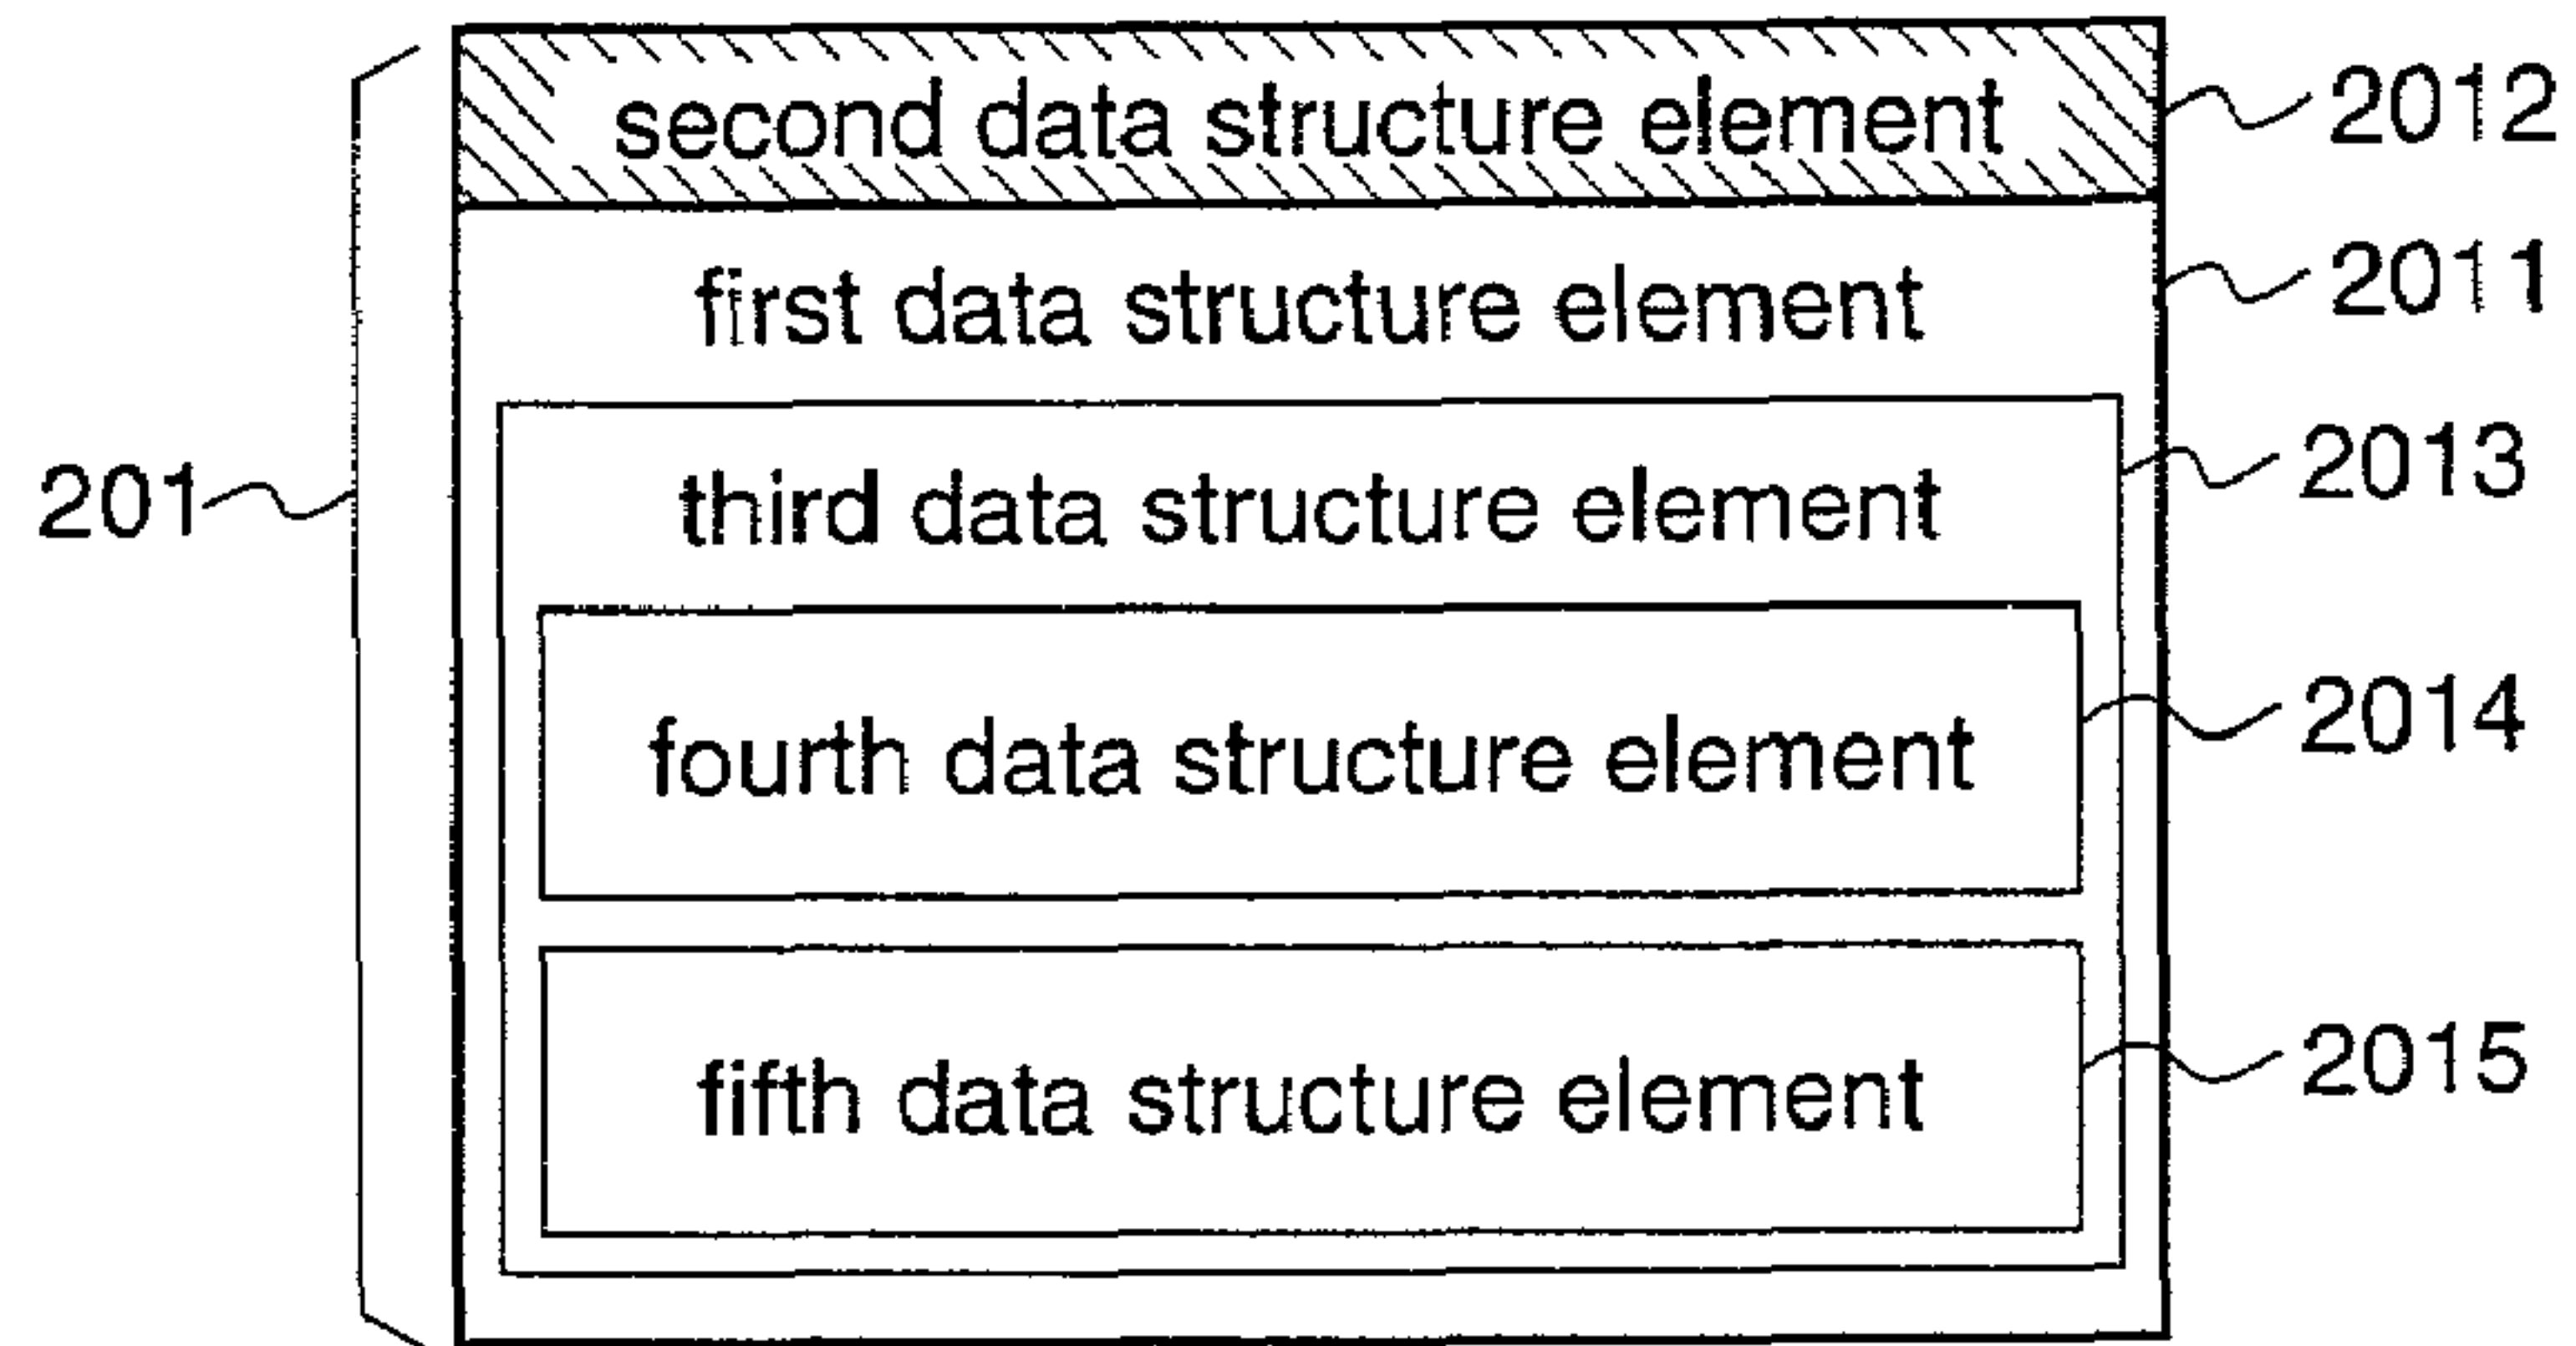 second data structure element 2012
first data structure element 2011
third data structure element 2013
201
fourth data structure element 2014
fifth data structure element 2015